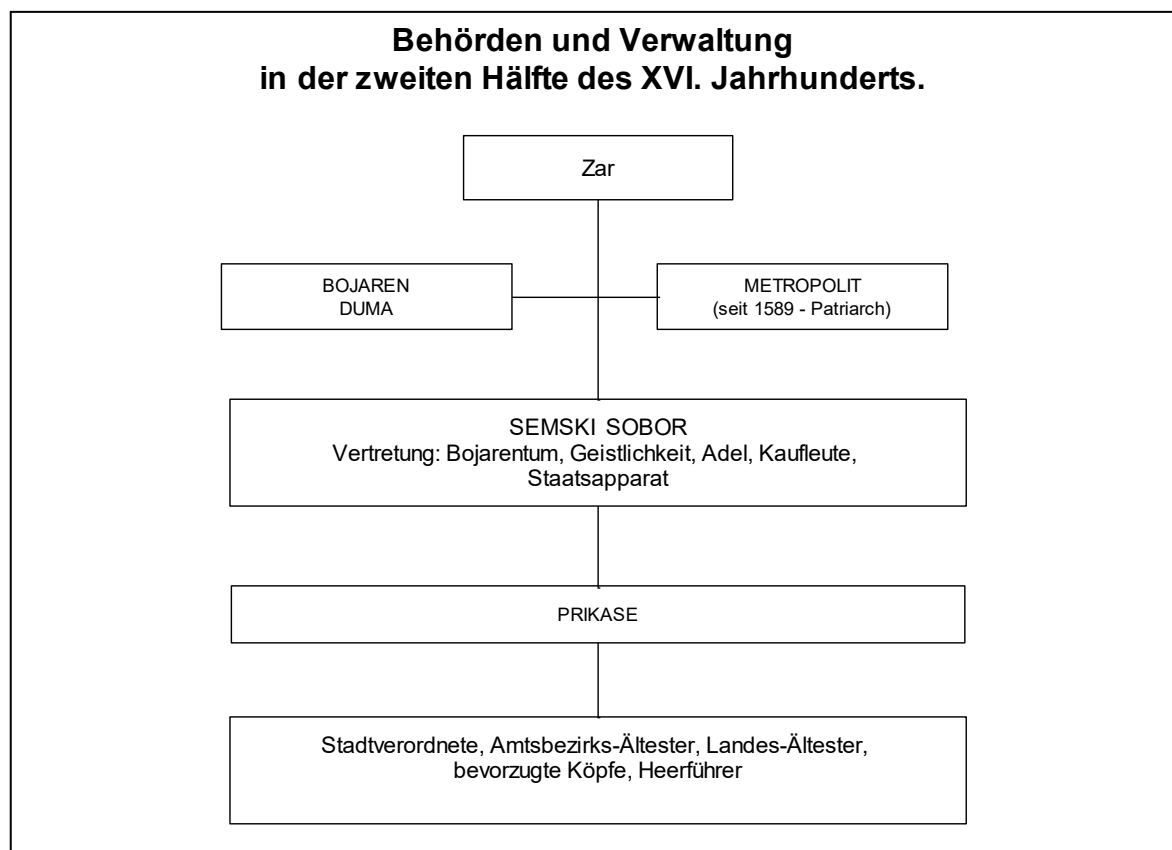 Behörden und Verwaltung
in der zweiten Hälfte des XVI. Jahrhunderts.
Zar
BOJAREN
DUMA
METROPOLIT
(seit 1589 - Patriarch)
SEMSKI SOBOR
Vertretung: Bojarentum, Geistlichkeit, Adel, Kaufleute,
Staatsapparat
PRIKASE
Stadtverordnete, Amtsbezirks-Ältester, Landes-Ältester,
bevorzugte Köpfe, Heerführer